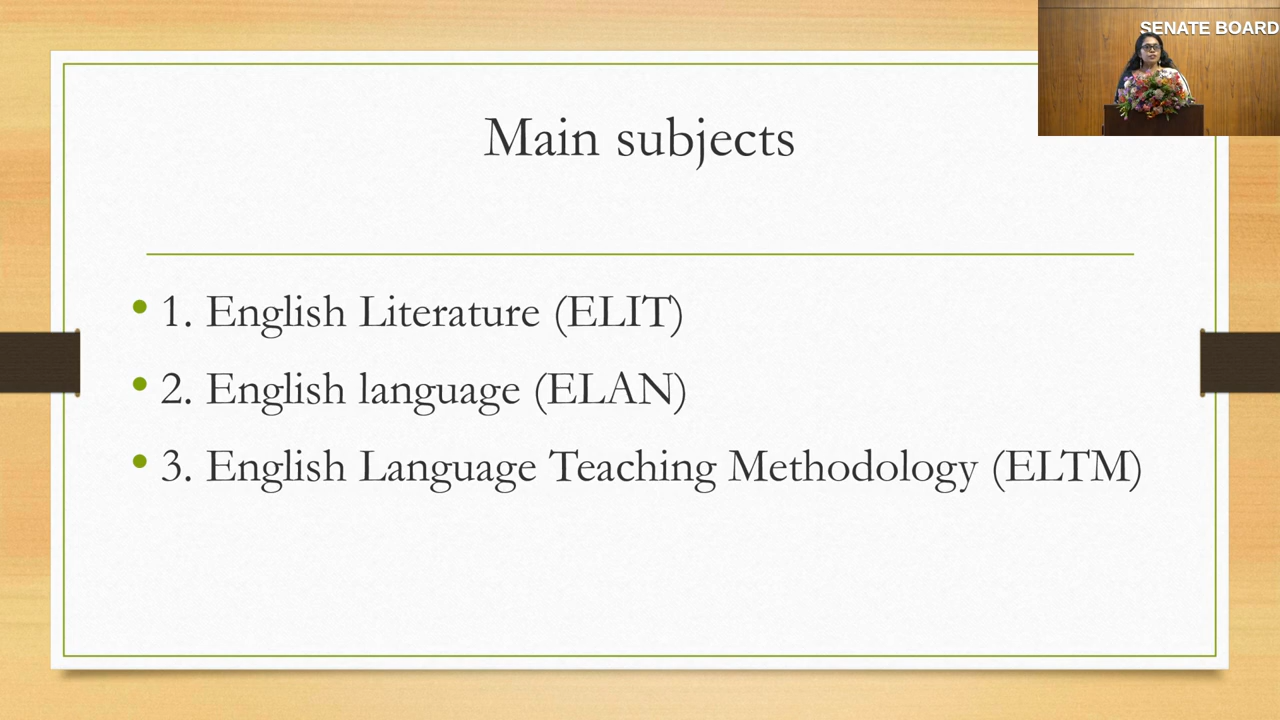 SENATE BOARD
Main subjects
• 1. English Literature (ELIT)
• 2. English language (ELAN)
• 3. English Language Teaching Methodology (ELTM)